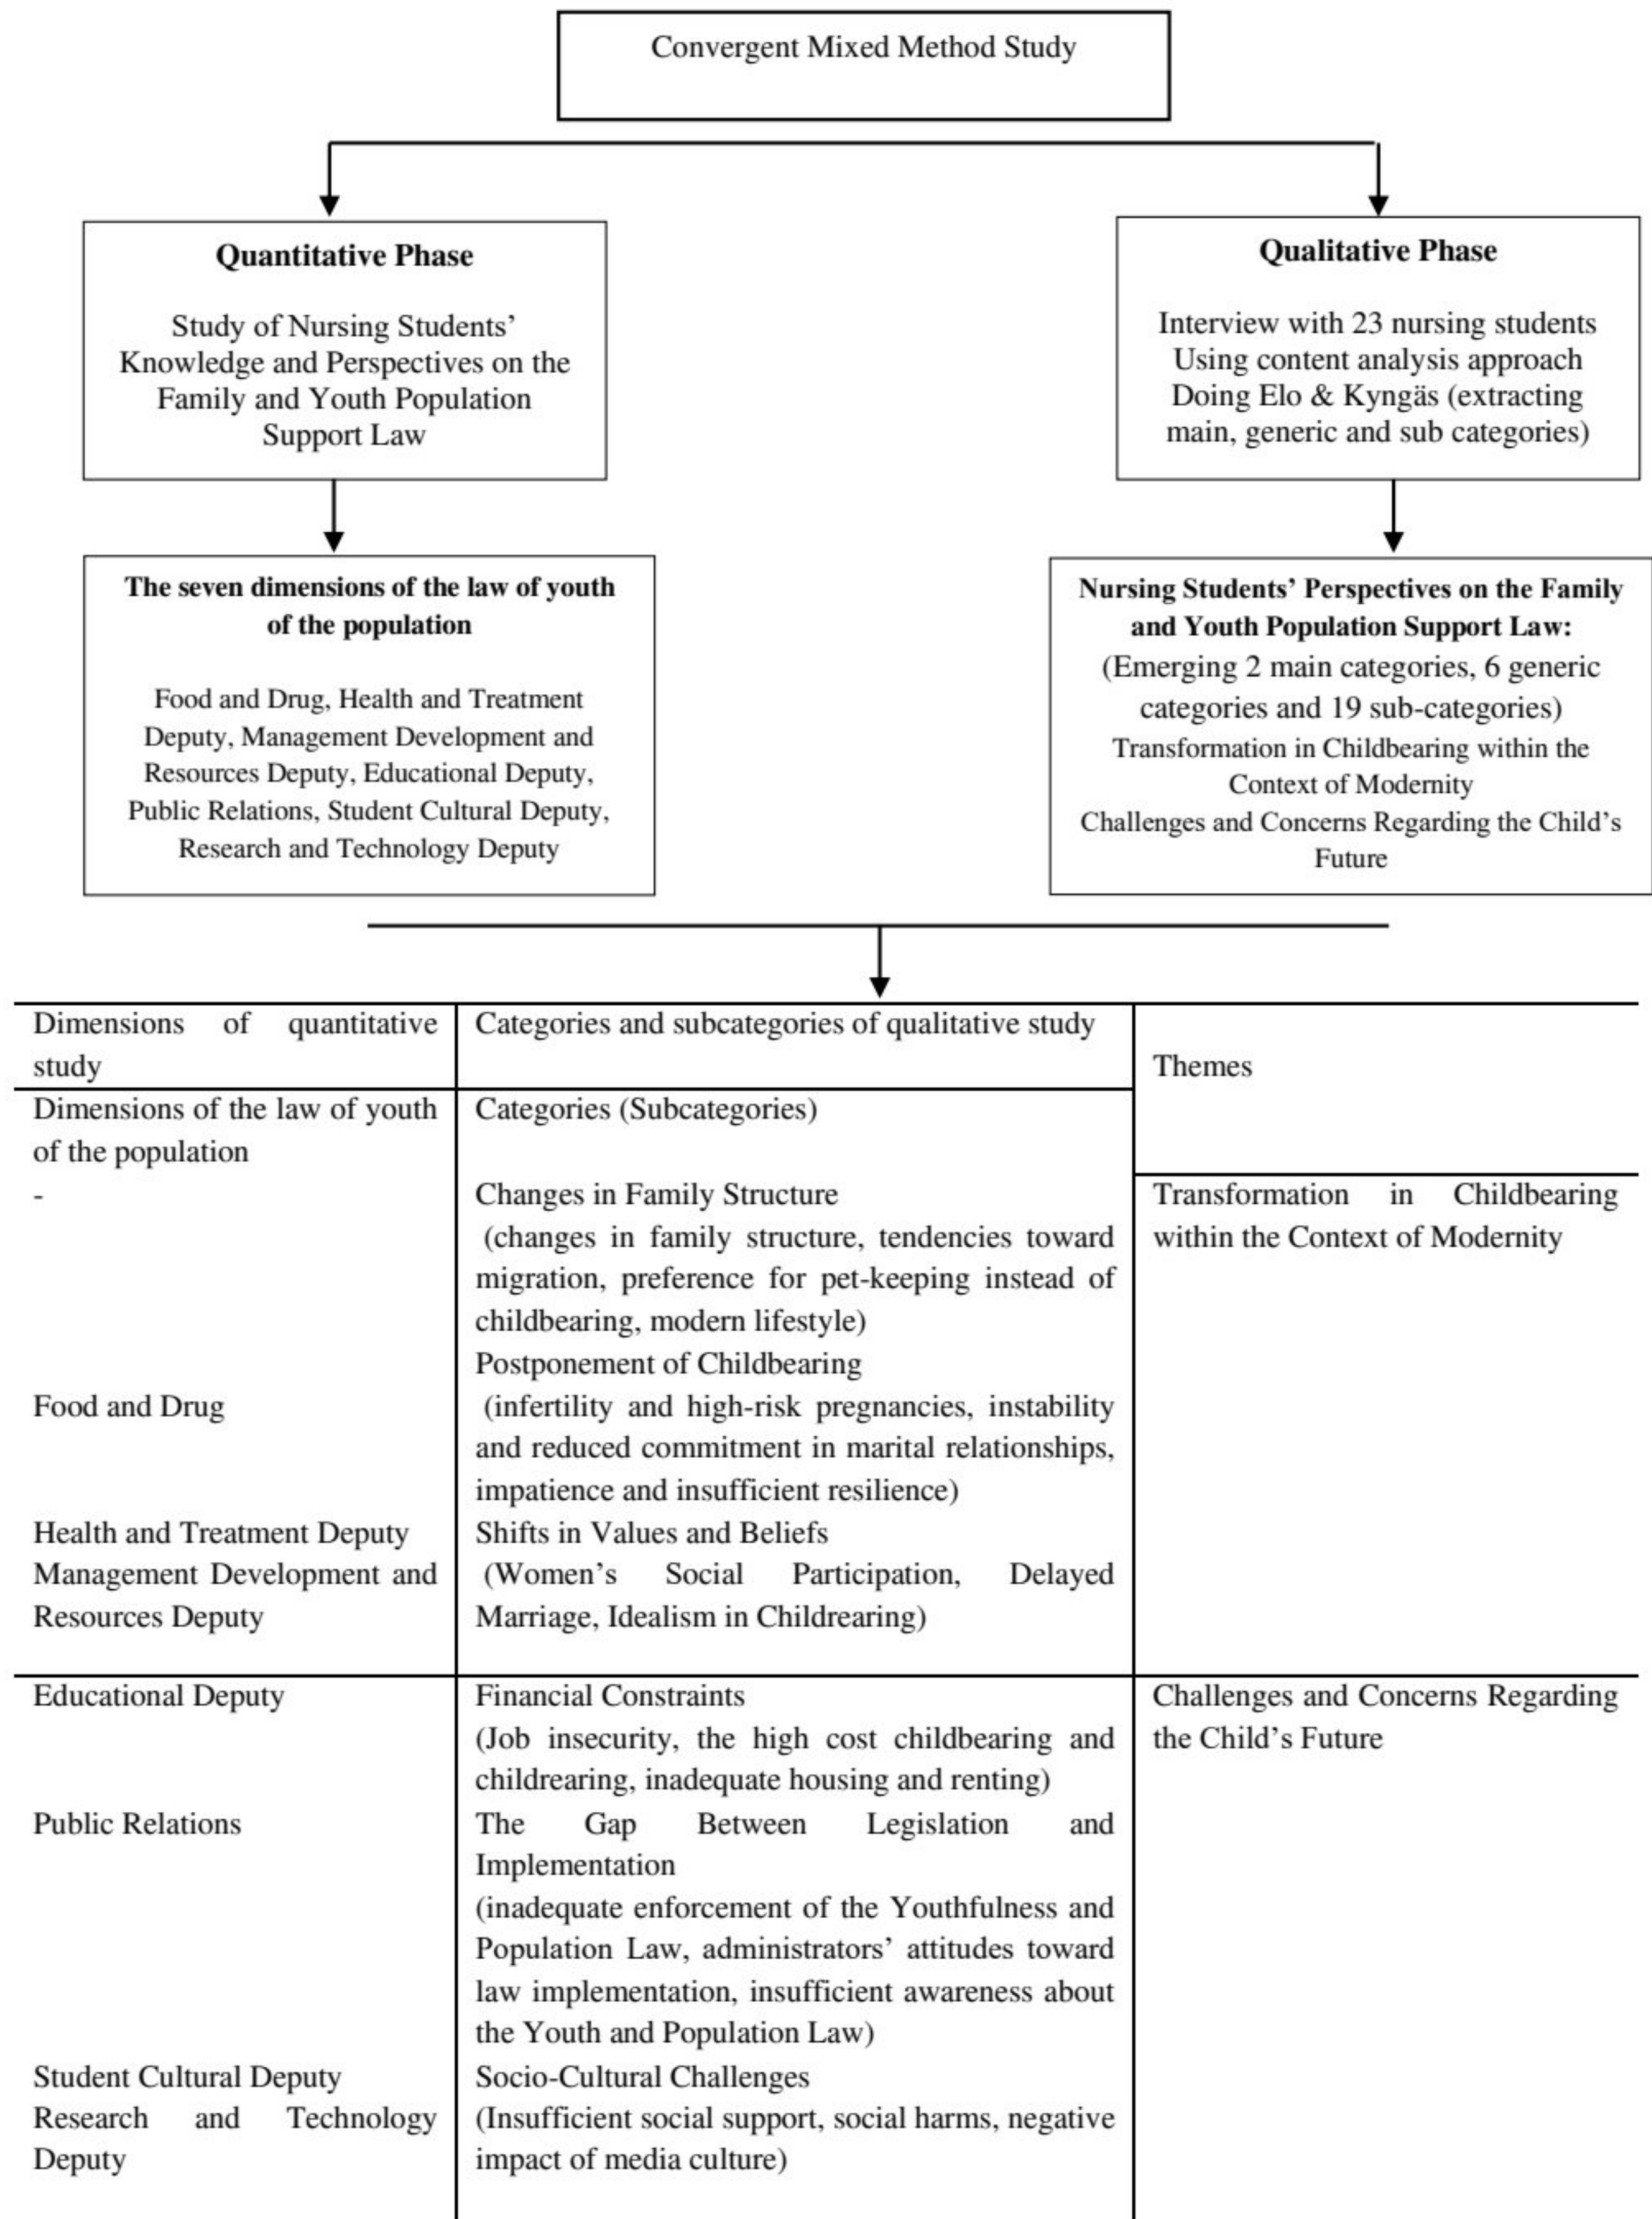 Convergent Mixed Method Study
Quantitative Phase
Study of Nursing Students’
Knowledge and Perspectives on the
Family and Youth Population
Support Law
Qualitative Phase
Interview with 23 nursing students
Using content analysis approach
Doing Elo & Kyngäs (extracting
main, generic and sub categories)
The seven dimensions of the law of youth
of the population
Food and Drug, Health and Treatment
Deputy, Management Development and
Resources Deputy, Educational Deputy,
Public Relations, Student Cultural Deputy,
Research and Technology Deputy
Nursing Students’ Perspectives on the Family
and Youth Population Support Law:
(Emerging 2 main categories, 6 generic
categories and 19 sub-categories)
Transformation in Childbearing within the
Context of Modernity
Challenges and Concerns Regarding the Child’s
Future
Dimensions of quantitative
study
Categories and subcategories of qualitative study
Themes
Dimensions of the law of youth
of the population
Categories (Subcategories)
-
Changes in Family Structure
(changes in family structure, tendencies toward
migration, preference for pet-keeping instead of
childbearing, modern lifestyle)
Transformation in Childbearing
within the Context of Modernity
Postponement of Childbearing
Food and Drug
(infertility and high-risk pregnancies, instability
and reduced commitment in marital relationships,
impatience and insufficient resilience)
Health and Treatment Deputy
Management Development and
Resources Deputy
Shifts in Values and Beliefs
(Women’s Social Participation, Delayed
Marriage, Idealism in Childrearing)
Educational Deputy
Financial Constraints
(Job insecurity, the high cost childbearing and
childrearing, inadequate housing and renting)
Challenges and Concerns Regarding
the Child’s Future
Public Relations
The Gap Between Legislation and
Implementation
(inadequate enforcement of the Youthfulness and
Population Law, administrators’ attitudes toward
law implementation, insufficient awareness about
the Youth and Population Law)
Student Cultural Deputy
Research and Technology
Deputy
Socio-Cultural Challenges
(Insufficient social support, social harms, negative
impact of media culture)